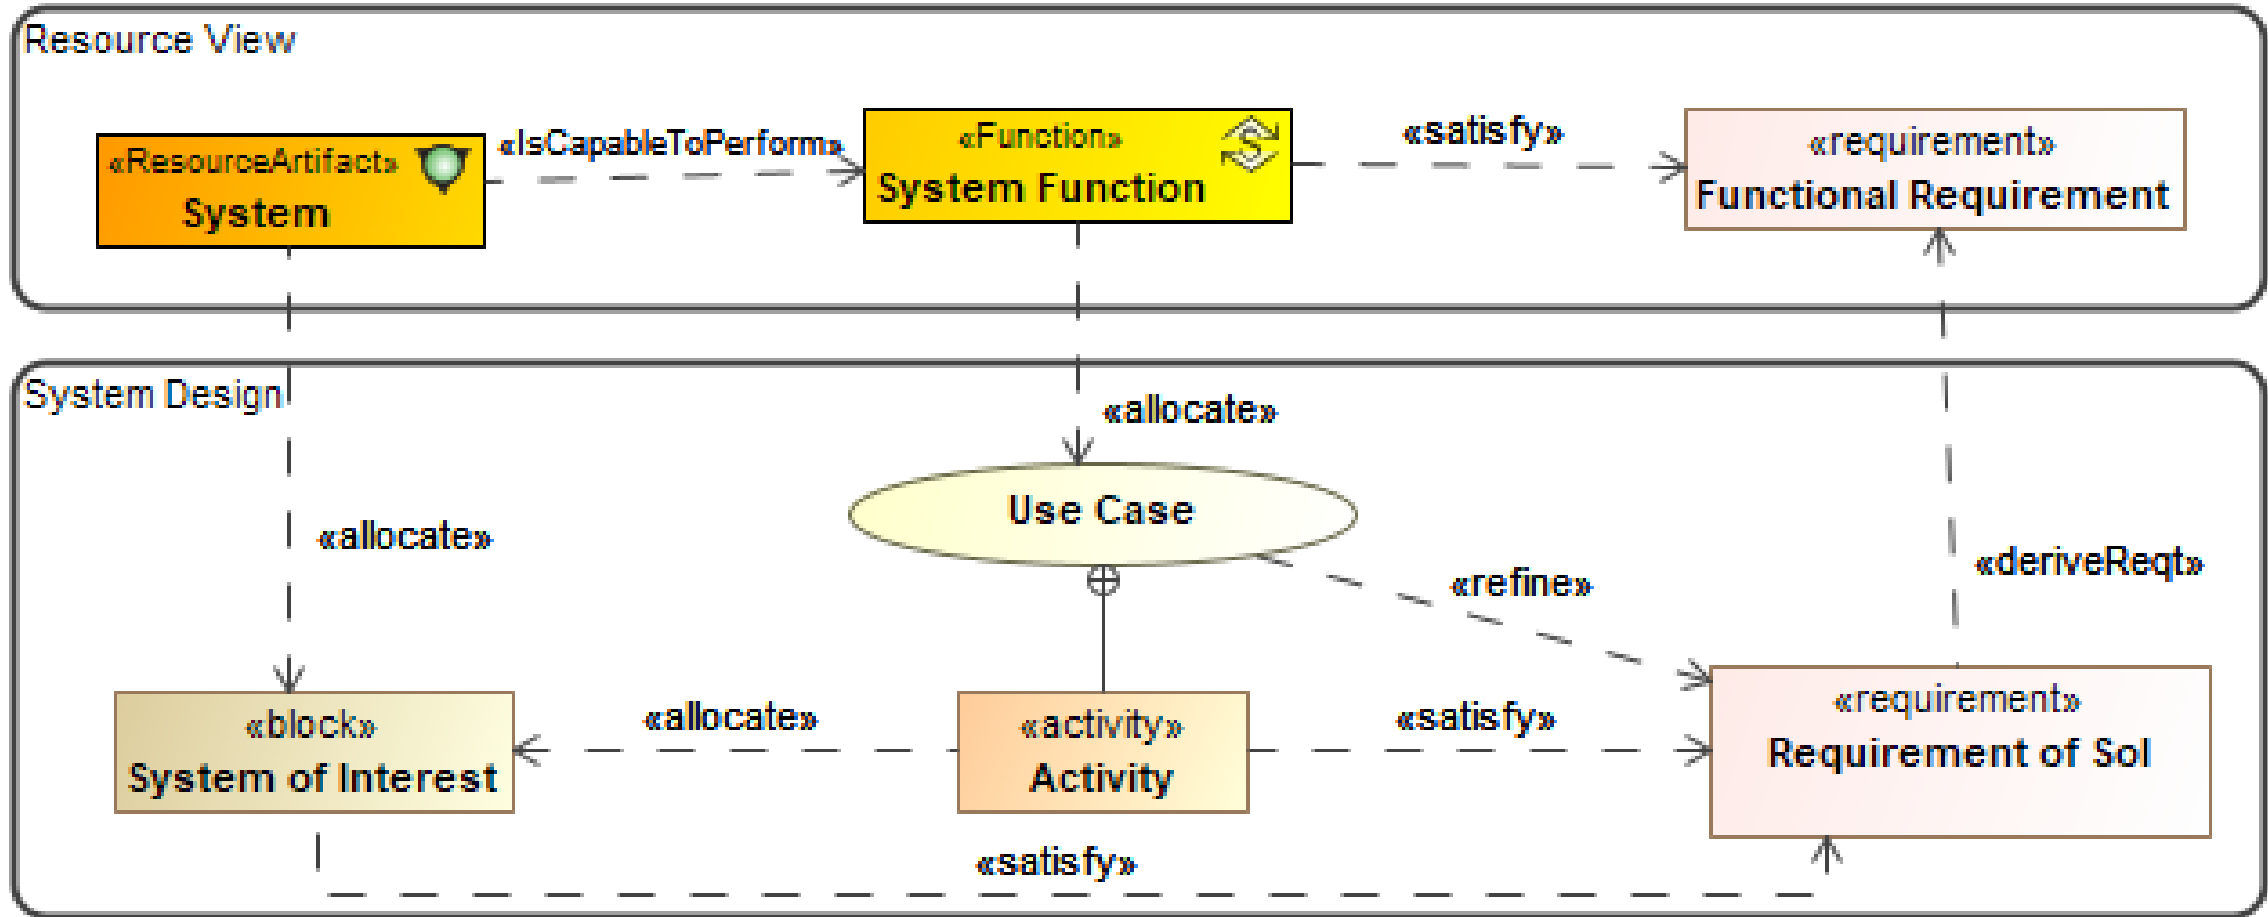 Resource View
«ResourceArtifact»
System
«IsCapableToPerform»
«Function»
System Function
«satisfy»
«requirement»
Functional Requirement
System Design
«allocate»
«allocate»
Use Case
«refine»
«deriveReqt»
«block»
System of Interest
«allocate»
«activity»
Activity
«satisfy»
«requirement»
Requirement of SoI
«satisfy»